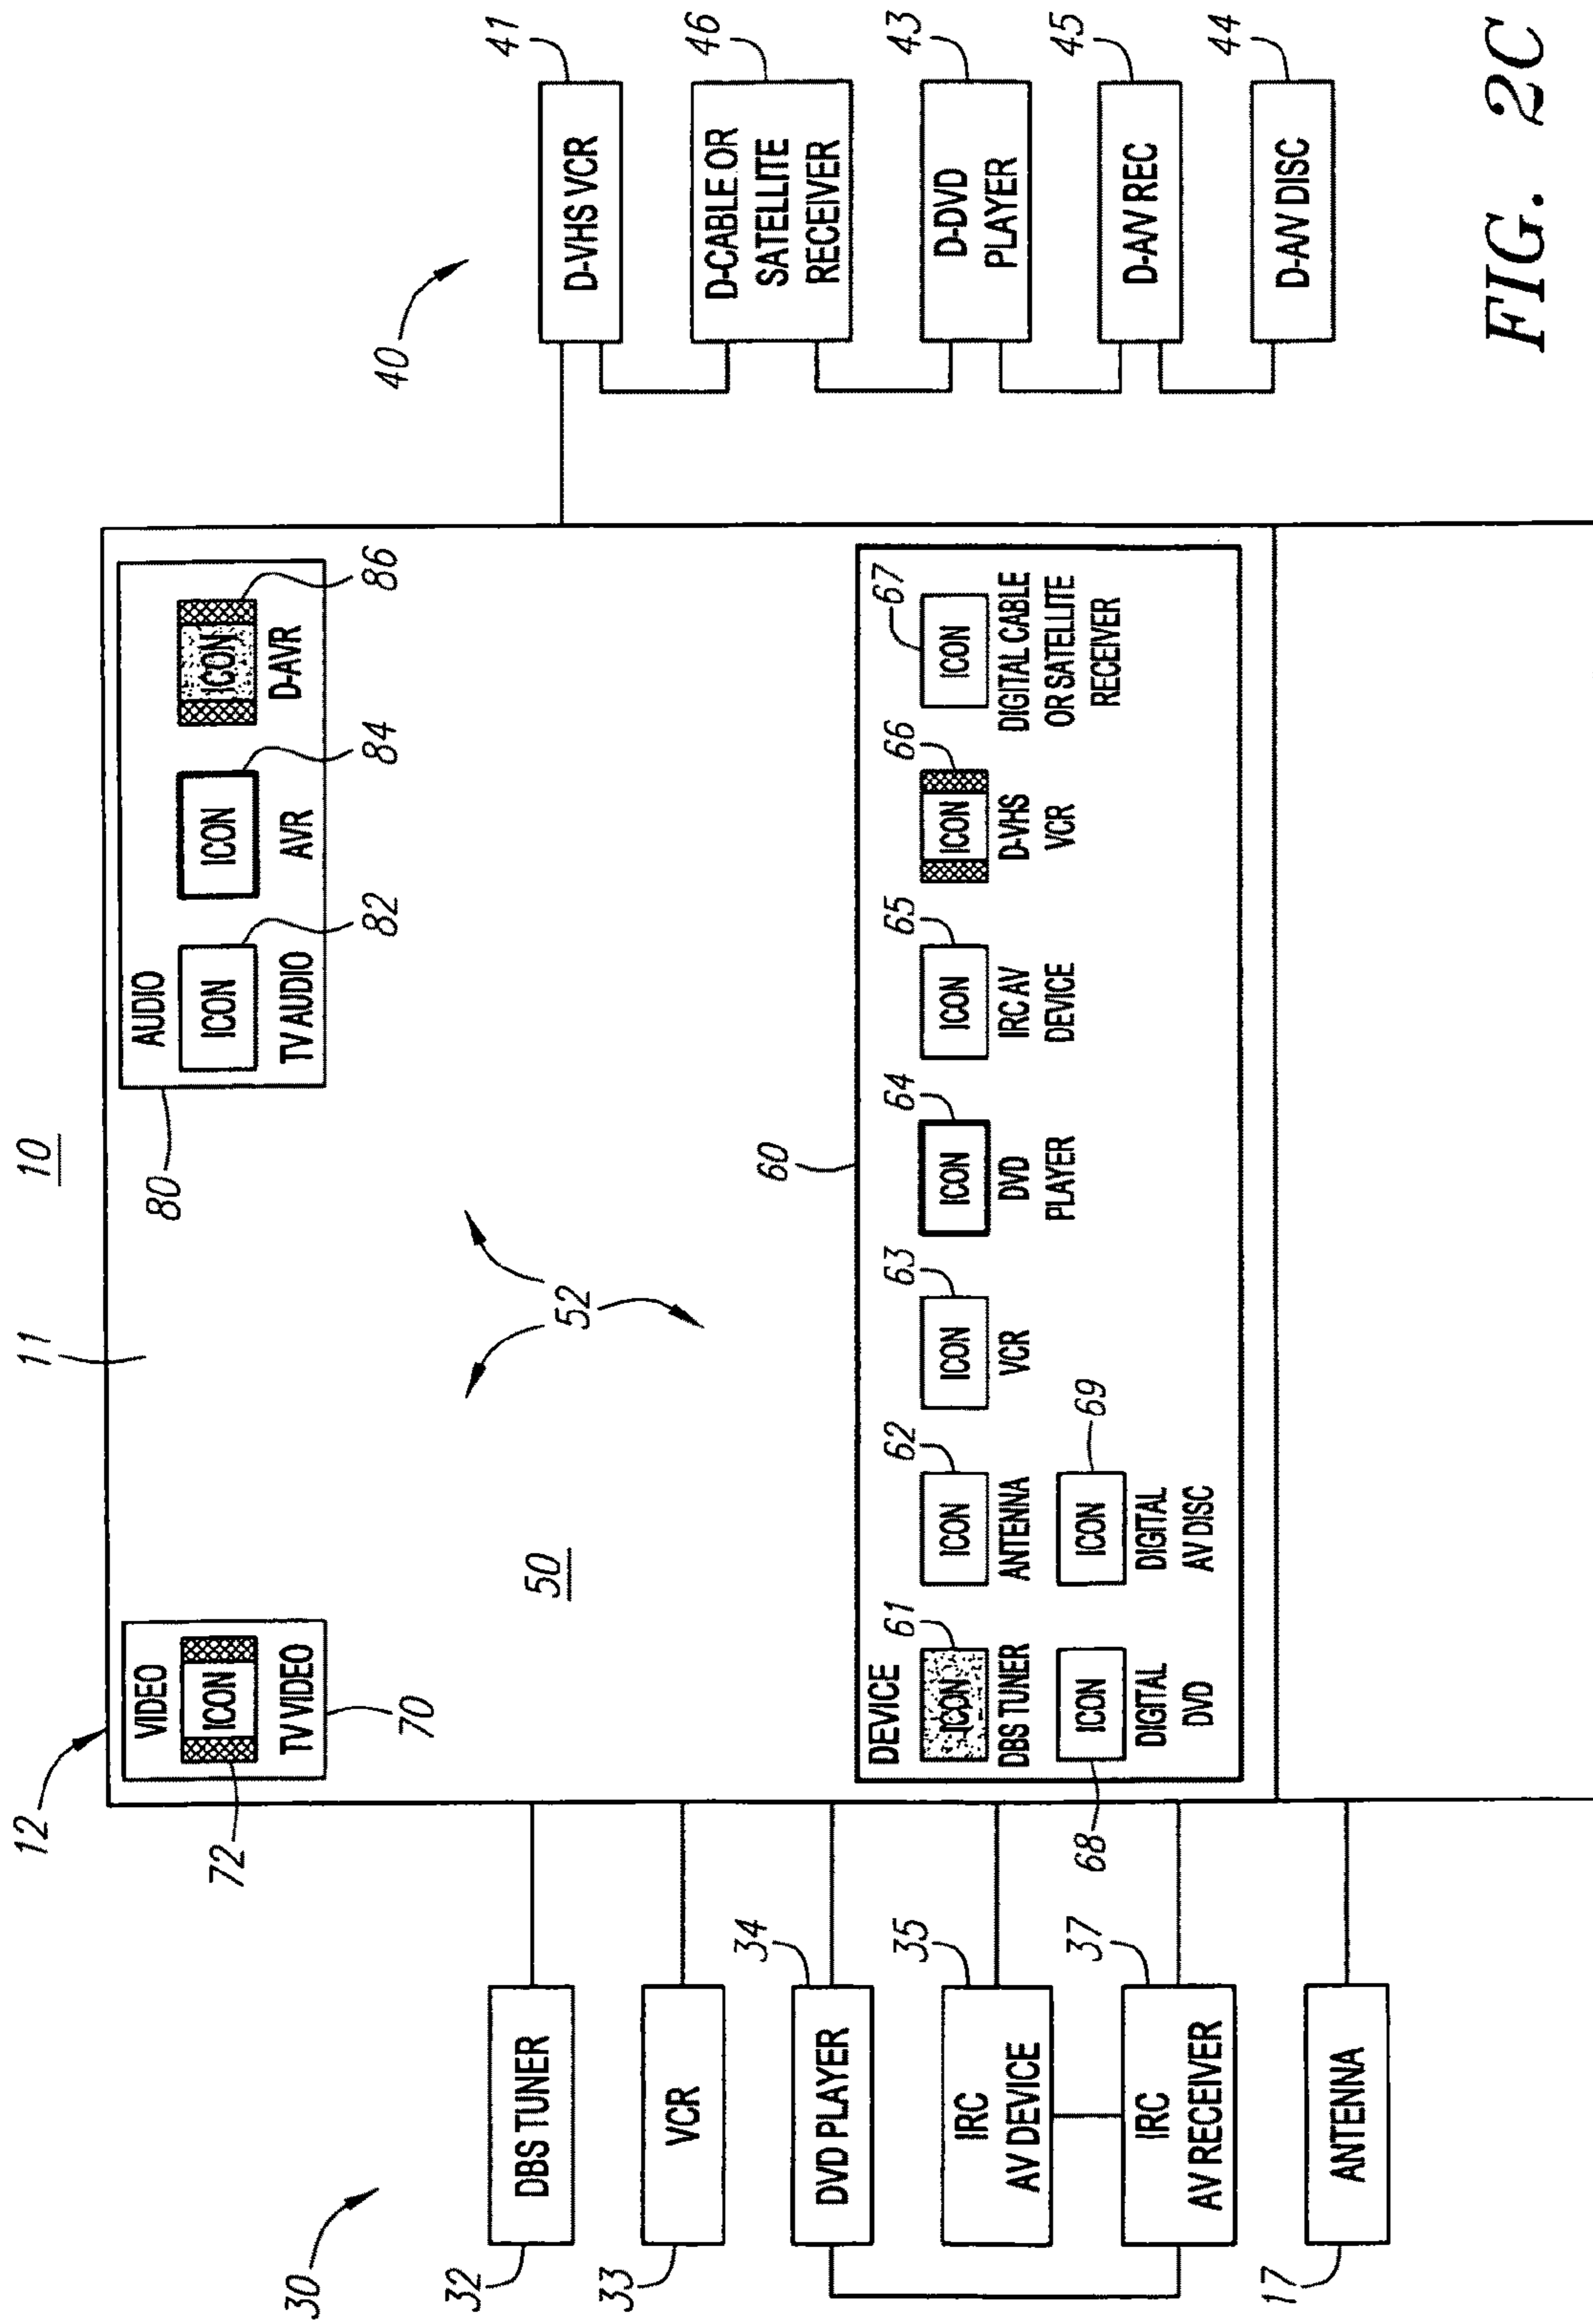 10
11
12
VIDEO
ICON
TV VIDEO
72
70
AUDIO
ICON
TV AUDIO
ICON
AVR
ICON
D-AVR
80
82
84
86
30
32
DBS TUNER
33
VCR
34
DVD PLAYER
35
IRC
AV DEVICE
37
IRC
AV RECEIVER
17
ANTENNA
50
52
60
DEVICE
61
ICON
DBS TUNER
62
ICON
ANTENNA
63
ICON
VCR
64
ICON
DVD
PLAYER
65
ICON
IRC AV
DEVICE
66
ICON
D-VHS
VCR
67
ICON
DIGITAL CABLE
OR SATELLITE
RECEIVER
68
ICON
DIGITAL
DVD
69
ICON
DIGITAL
AV DISC
40
41
D-VHS VCR
46
D-CABLE OR
SATELLITE
RECEIVER
43
D-DVD
PLAYER
45
D-A/V REC
44
D-A/V DISC
FIG. 2C